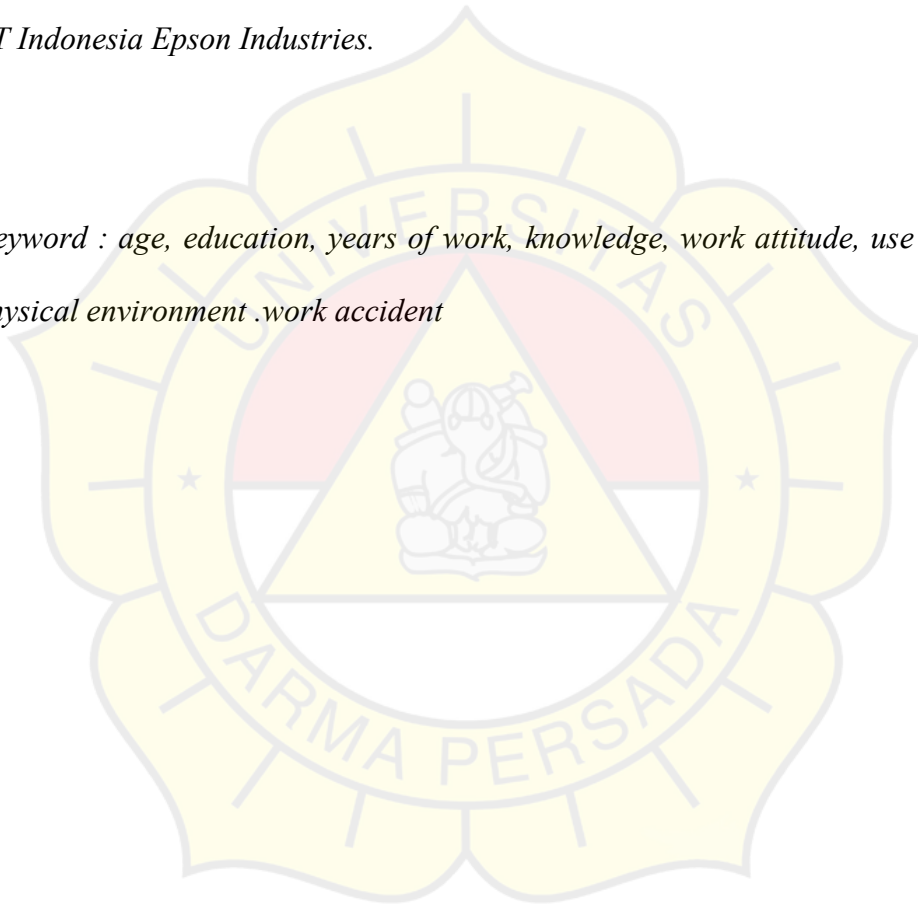 T Indonesia Epson Industries.
eyword : age, education, years of work, knowledge, work attitude, use
hysical environment .work accident
UNIVERSITAS
DARMA PERSADA